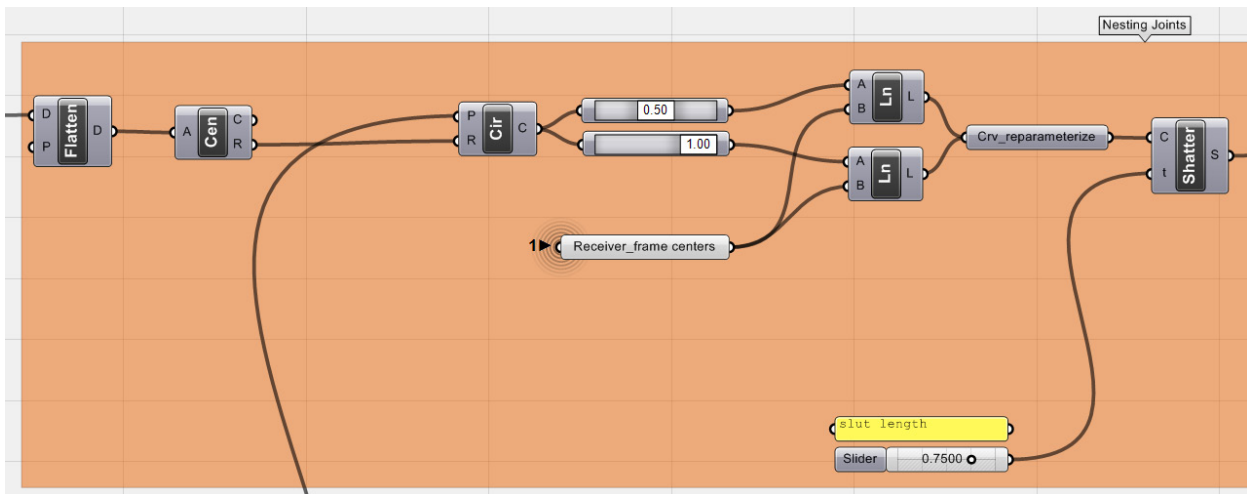 Nesting Joints
D
P
Flatten
D
A
Cen
C
R
P
R
Cir
C
0.50
1.00
A
B
Ln
L
A
B
Ln
L
Crv_reparameterize
C
t
Shatter
S
1
Receiver_frame centers
slut length
Slider
0.7500